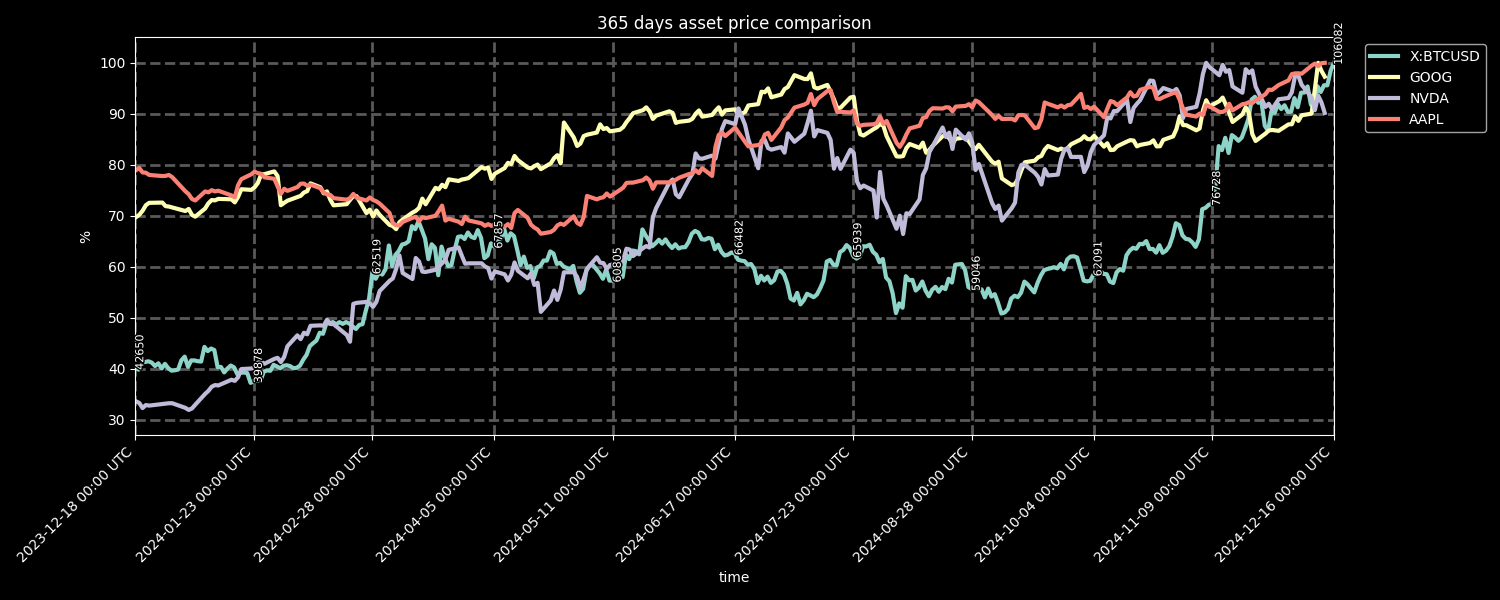 365 days asset price comparison
106082
X:BTCUSD
GOOG
NVDA
AAPL
100
90
80
70
60
50
40
30
%
42650
39878
62519
67857
60805
66482
65939
59046
62091
76728
2023-12-18 00:00 UTC
2024-01-23 00:00 UTC
2024-02-28 00:00 UTC
2024-04-05 00:00 UTC
2024-05-11 00:00 UTC
2024-06-17 00:00 UTC
2024-07-23 00:00 UTC
2024-08-28 00:00 UTC
2024-10-04 00:00 UTC
2024-11-09 00:00 UTC
2024-12-16 00:00 UTC
time